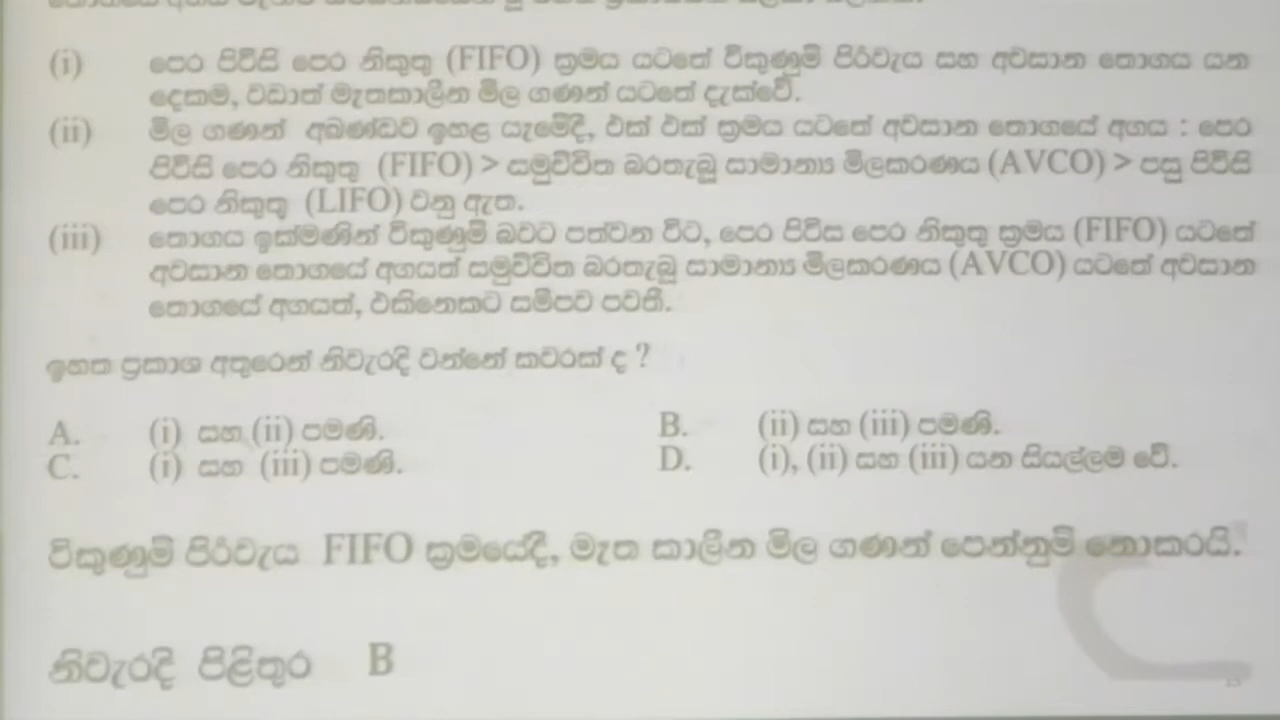 (i) පෙර පිවිසි පෙර නිකුතු (FIFO) ක්‍රමය යටතේ විකුණුම් පිරිවැය සහ අවසාන තොගය යන
දෙකම, වඩාත් මැතකාලීන මිල ගණන් යටතේ දැක්වේ.
(ii) මිල ගණන් අඛණ්ඩව ඉහළ යෑමේදී, එක් එක් ක්‍රමය යටතේ අවසාන තොගයේ අගය : පෙර
පිවිසි පෙර නිකුතු (FIFO) > සමුච්චිත බරතැබූ සාමාන්‍ය මිලකරණය (AVCO) > පසු පිවිසි
පෙර නිකුතු (LIFO) වනු ඇත.
(iii) තොගය ඉක්මණින් විකුණුම් බවට පත්වන විට, පෙර පිවිස පෙර නිකුතු ක්‍රමය (FIFO) යටතේ
අවසාන තොගයේ අගයත් සමුච්චිත බරතැබූ සාමාන්‍ය මිලකරණය (AVCO) යටතේ අවසාන
තොගයේ අගයත්, එකිනෙකට සමීපව පවතී.
ඉහත ප්‍රකාශ අතුරෙන් නිවැරදි වන්නේ කවරක් ද ?
A. (i) සහ (ii) පමණි. B. (ii) සහ (iii) පමණි.
C. (i) සහ (iii) පමණි. D. (i), (ii) සහ (iii) යන සියල්ලම වේ.
විකුණුම් පිරිවැය FIFO ක්‍රමයේදී, මෑත කාලීන මිල ගණන් පෙන්නුම් නොකරයි.
නිවැරදි පිළිතුර B